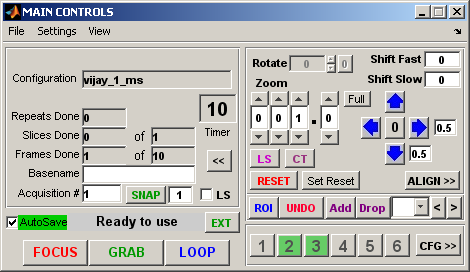 MAIN CONTROLS
File Settings View
Configuration vijay_1_ms
Repeats Done 0
Slices Done 0 of 1
Frames Done 1 of 10
10
Timer
<<
Basename
Acquisition # 1 SNAP 1 LS
AutoSave Ready to use EXT
FOCUS GRAB LOOP
Rotate 0 0
Shift Fast 0
Shift Slow 0
Zoom
0 0 1 . 0
Full
0 0.5
0.5
LS CT
RESET Set Reset ALIGN >>
ROI UNDO Add Drop < >
1 2 3 4 5 6 CFG >>